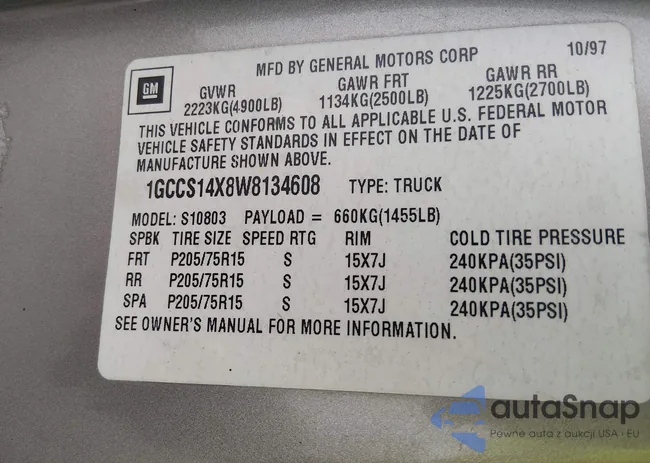 MFD BY GENERAL MOTORS CORP 10/97
GM
GVWR GAWR FRT GAWR RR
2223KG(4900LB) 1134KG(2500LB) 1225KG(2700LB)
THIS VEHICLE CONFORMS TO ALL APPLICABLE U.S. FEDERAL MOTOR
VEHICLE SAFETY STANDARDS IN EFFECT ON THE DATE OF
MANUFACTURE SHOWN ABOVE.
1GCCS14X8W8134608 TYPE: TRUCK
MODEL: S10803 PAYLOAD = 660KG(1455LB)
SPBK TIRE SIZE SPEED RTG RIM COLD TIRE PRESSURE
FRT P205/75R15 S 15X7J 240KPA(35PSI)
RR P205/75R15 S 15X7J 240KPA(35PSI)
SPA P205/75R15 S 15X7J 240KPA(35PSI)
SEE OWNER'S MANUAL FOR MORE INFORMATION.
autaSnap
Pewne auta z aukcji USA i EU